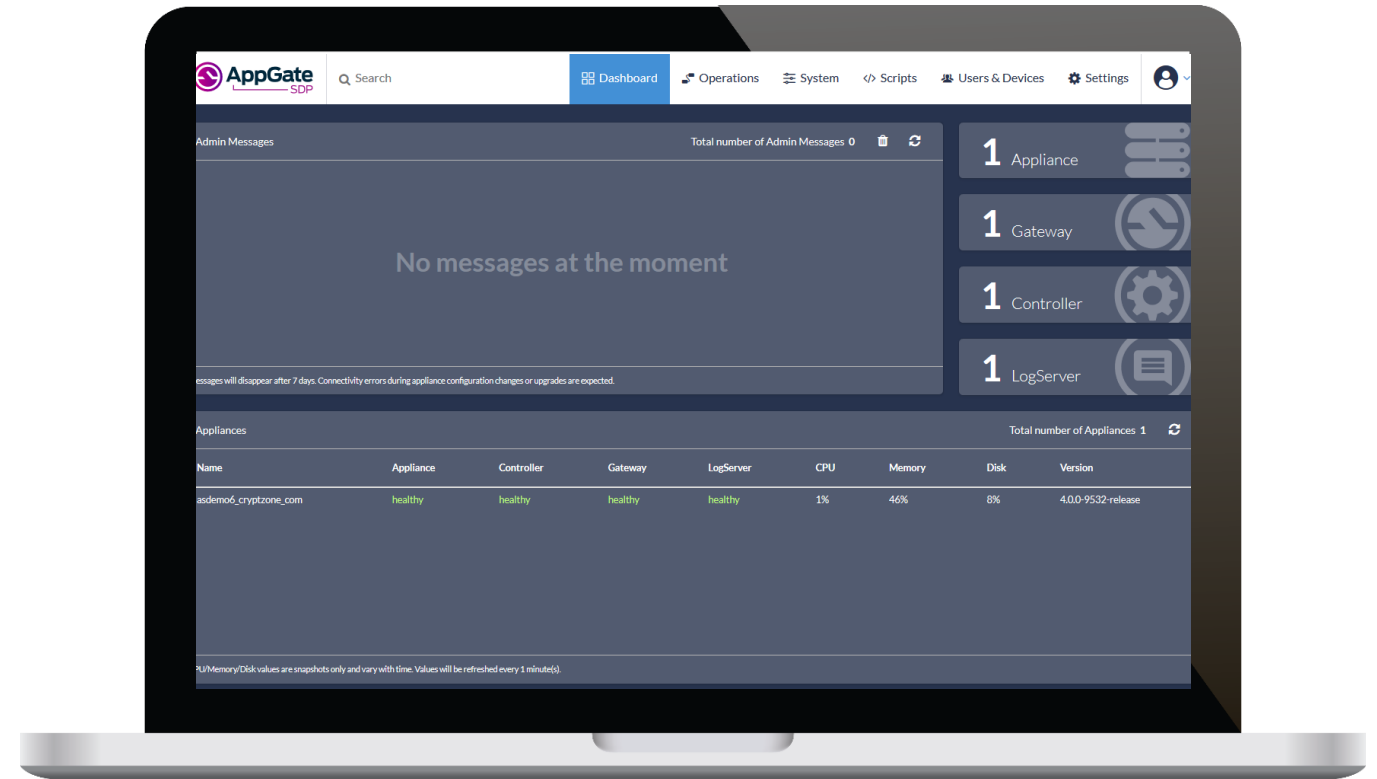 AppGate
SDP
Search
Dashboard
Operations
System
</> Scripts
Users & Devices
Settings
Admin Messages
Total number of Admin Messages 0
No messages at the moment
essages will disappear after 7 days. Connectivity errors during appliance configuration changes or upgrades are expected.
1 Appliance
1 Gateway
1 Controller
1 LogServer
Appliances
Total number of Appliances 1
Name Appliance Controller Gateway LogServer CPU Memory Disk Version
asdemo6_cryptzone_com healthy healthy healthy healthy 1% 46% 8% 4.0.0-9532-release
PU/Memory/Disk values are snapshots only and vary with time. Values will be refreshed every 1 minute(s).